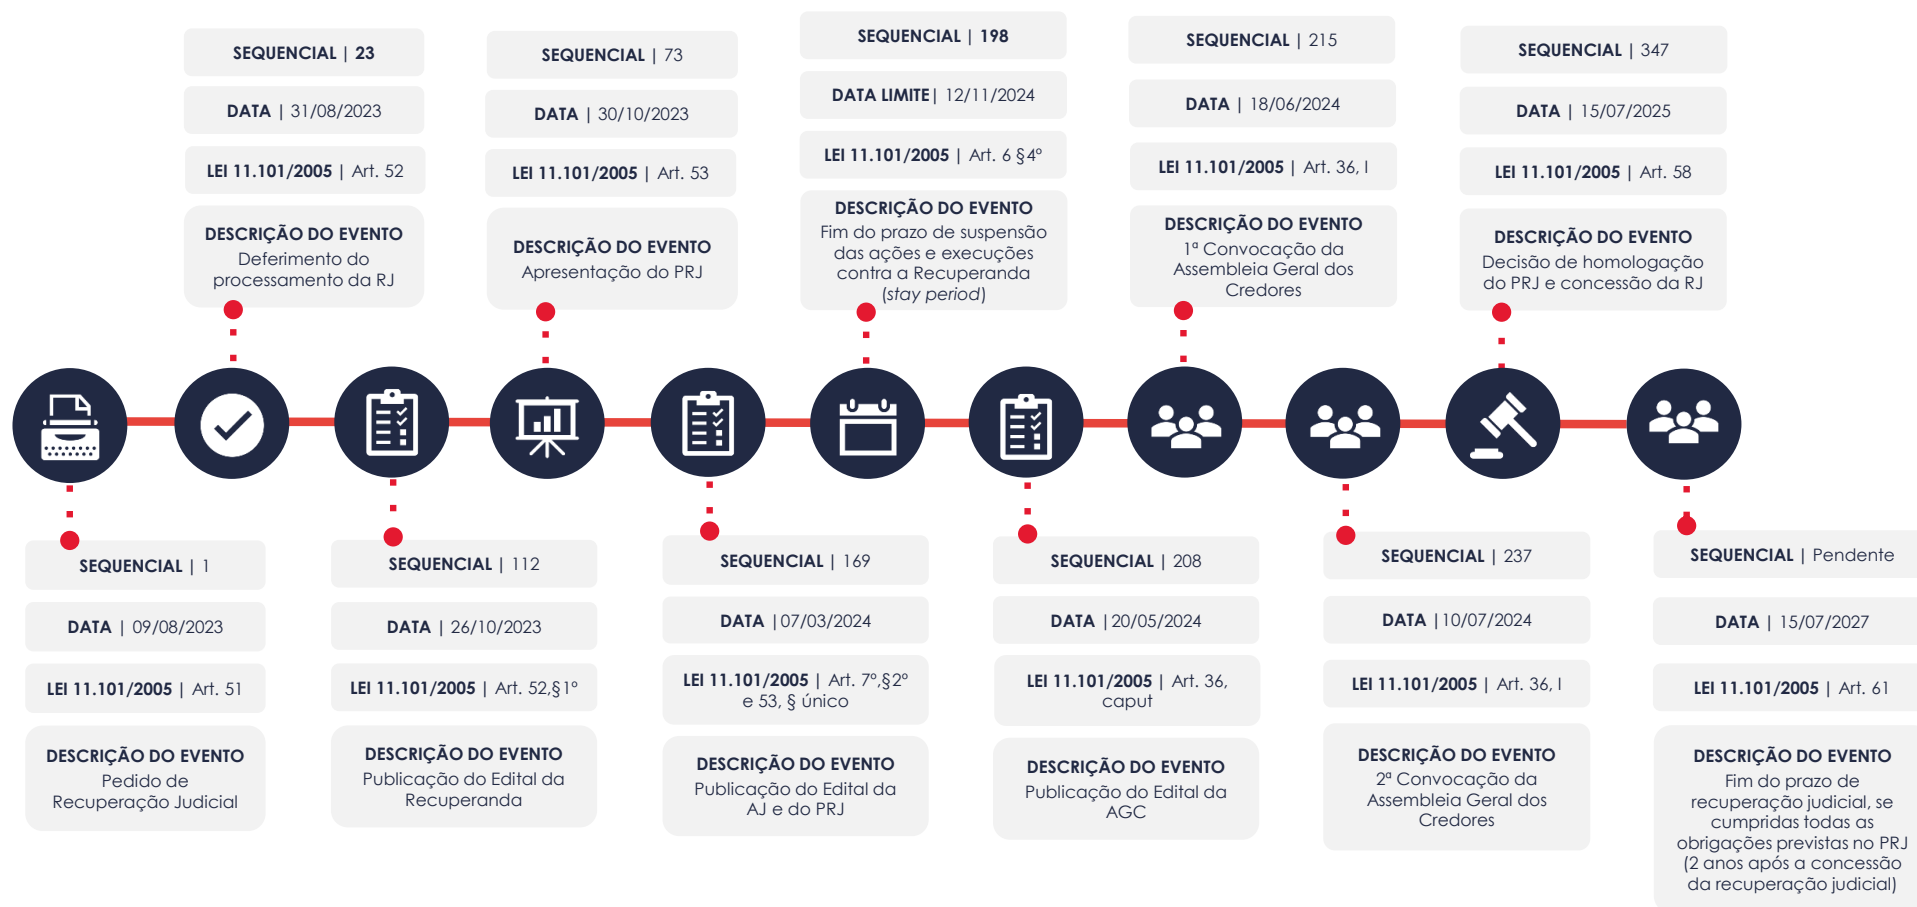 SEQUENCIAL | 23
DATA | 31/08/2023
LEI 11.101/2005 | Art. 52
DESCRIÇÃO DO EVENTO
Deferimento do
processamento da RJ
SEQUENCIAL | 73
DATA | 30/10/2023
LEI 11.101/2005 | Art. 53
DESCRIÇÃO DO EVENTO
Apresentação do PRJ
SEQUENCIAL | 198
DATA LIMITE| 12/11/2024
LEI 11.101/2005 | Art. 6 §4º
DESCRIÇÃO DO EVENTO
Fim do prazo de suspensão
das ações e execuções
contra a Recuperanda
(stay period)
SEQUENCIAL | 215
DATA | 18/06/2024
LEI 11.101/2005 | Art. 36, I
DESCRIÇÃO DO EVENTO
1ª Convocação da
Assembleia Geral dos
Credores
SEQUENCIAL | 347
DATA | 15/07/2025
LEI 11.101/2005 | Art. 58
DESCRIÇÃO DO EVENTO
Decisão de homologação
do PRJ e concessão da RJ
SEQUENCIAL | 1
DATA | 09/08/2023
LEI 11.101/2005 | Art. 51
DESCRIÇÃO DO EVENTO
Pedido de
Recuperação Judicial
SEQUENCIAL | 112
DATA | 26/10/2023
LEI 11.101/2005 | Art. 52,§1º
DESCRIÇÃO DO EVENTO
Publicação do Edital da
Recuperanda
SEQUENCIAL | 169
DATA |07/03/2024
LEI 11.101/2005 | Art. 7º,§2º
e 53, § único
DESCRIÇÃO DO EVENTO
Publicação do Edital da
AJ e do PRJ
SEQUENCIAL | 208
DATA |20/05/2024
LEI 11.101/2005 | Art. 36,
caput
DESCRIÇÃO DO EVENTO
Publicação do Edital da
AGC
SEQUENCIAL | 237
DATA |10/07/2024
LEI 11.101/2005 | Art. 36, I
DESCRIÇÃO DO EVENTO
2ª Convocação da
Assembleia Geral dos
Credores
SEQUENCIAL | Pendente
DATA | 15/07/2027
LEI 11.101/2005 | Art. 61
DESCRIÇÃO DO EVENTO
Fim do prazo de
recuperação judicial, se
cumpridas todas as
obrigações previstas no PRJ
(2 anos após a concessão
da recuperação judicial)